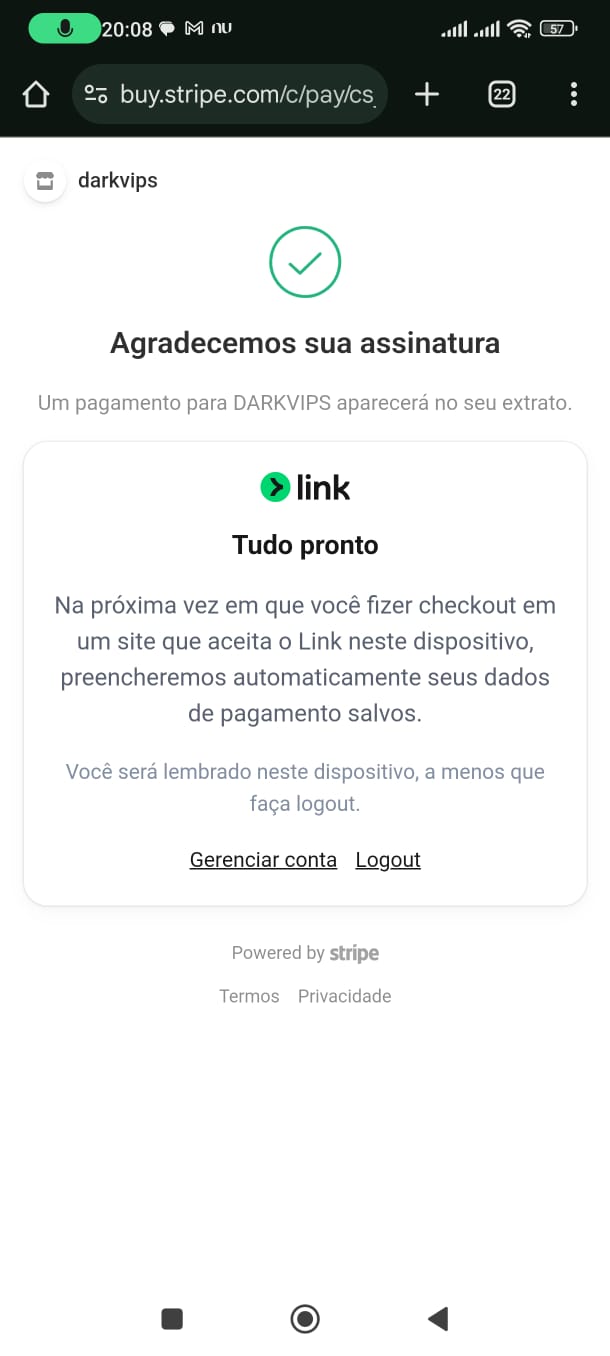 20:08 nu
57
buy.stripe.com/c/pay/cs_
22
darkvips
Agradecemos sua assinatura
Um pagamento para DARKVIPS aparecerá no seu extrato.
link
Tudo pronto
Na próxima vez em que você fizer checkout em
um site que aceita o Link neste dispositivo,
preencheremos automaticamente seus dados
de pagamento salvos.
Você será lembrado neste dispositivo, a menos que
faça logout.
Gerenciar conta Logout
Powered by stripe
Termos Privacidade